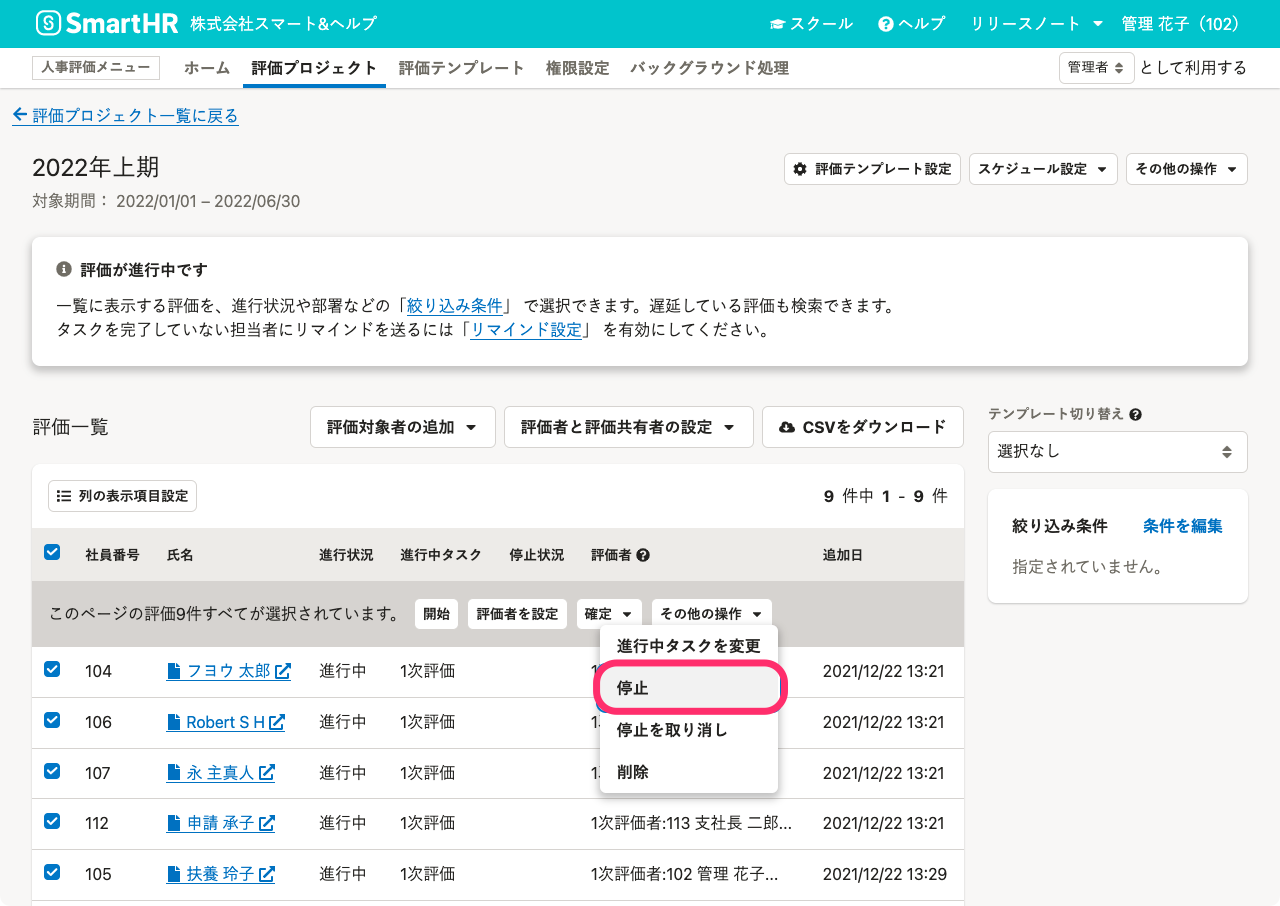 SmartHR 株式会社スマート&ヘルプ スクール ヘルプ リリースノート 管理 花子（102）
人事評価メニュー ホーム 評価プロジェクト 評価テンプレート 権限設定 バックグラウンド処理 管理者 として利用する
評価プロジェクト一覧に戻る
2022年上期 評価テンプレート設定 スケジュール設定 その他の操作
対象期間： 2022/01/01 – 2022/06/30
評価が進行中です
一覧に表示する評価を、進行状況や部署などの「絞り込み条件」 で選択できます。遅延している評価も検索できます。
タスクを完了していない担当者にリマインドを送るには「リマインド設定」 を有効にしてください。
評価一覧 評価対象者の追加 評価者と評価共有者の設定 CSVをダウンロード
テンプレート切り替え
選択なし
列の表示項目設定 9 件中 1 - 9 件
絞り込み条件 条件を編集
指定されていません。
社員番号 氏名 進行状況 進行中タスク 停止状況 評価者 追加日
このページの評価9件すべてが選択されています。 開始 評価者を設定 確定 その他の操作
進行中タスクを変更
停止
停止を取り消し
削除
104 フヨウ 太郎 進行中 1次評価 2021/12/22 13:21
106 Robert S H 進行中 1次評価 2021/12/22 13:21
107 永 主真人 進行中 1次評価 2021/12/22 13:21
112 申請 承子 進行中 1次評価 1次評価者:113 支社長 二郎... 2021/12/22 13:21
105 扶養 玲子 進行中 1次評価 1次評価者:102 管理 花子... 2021/12/22 13:29